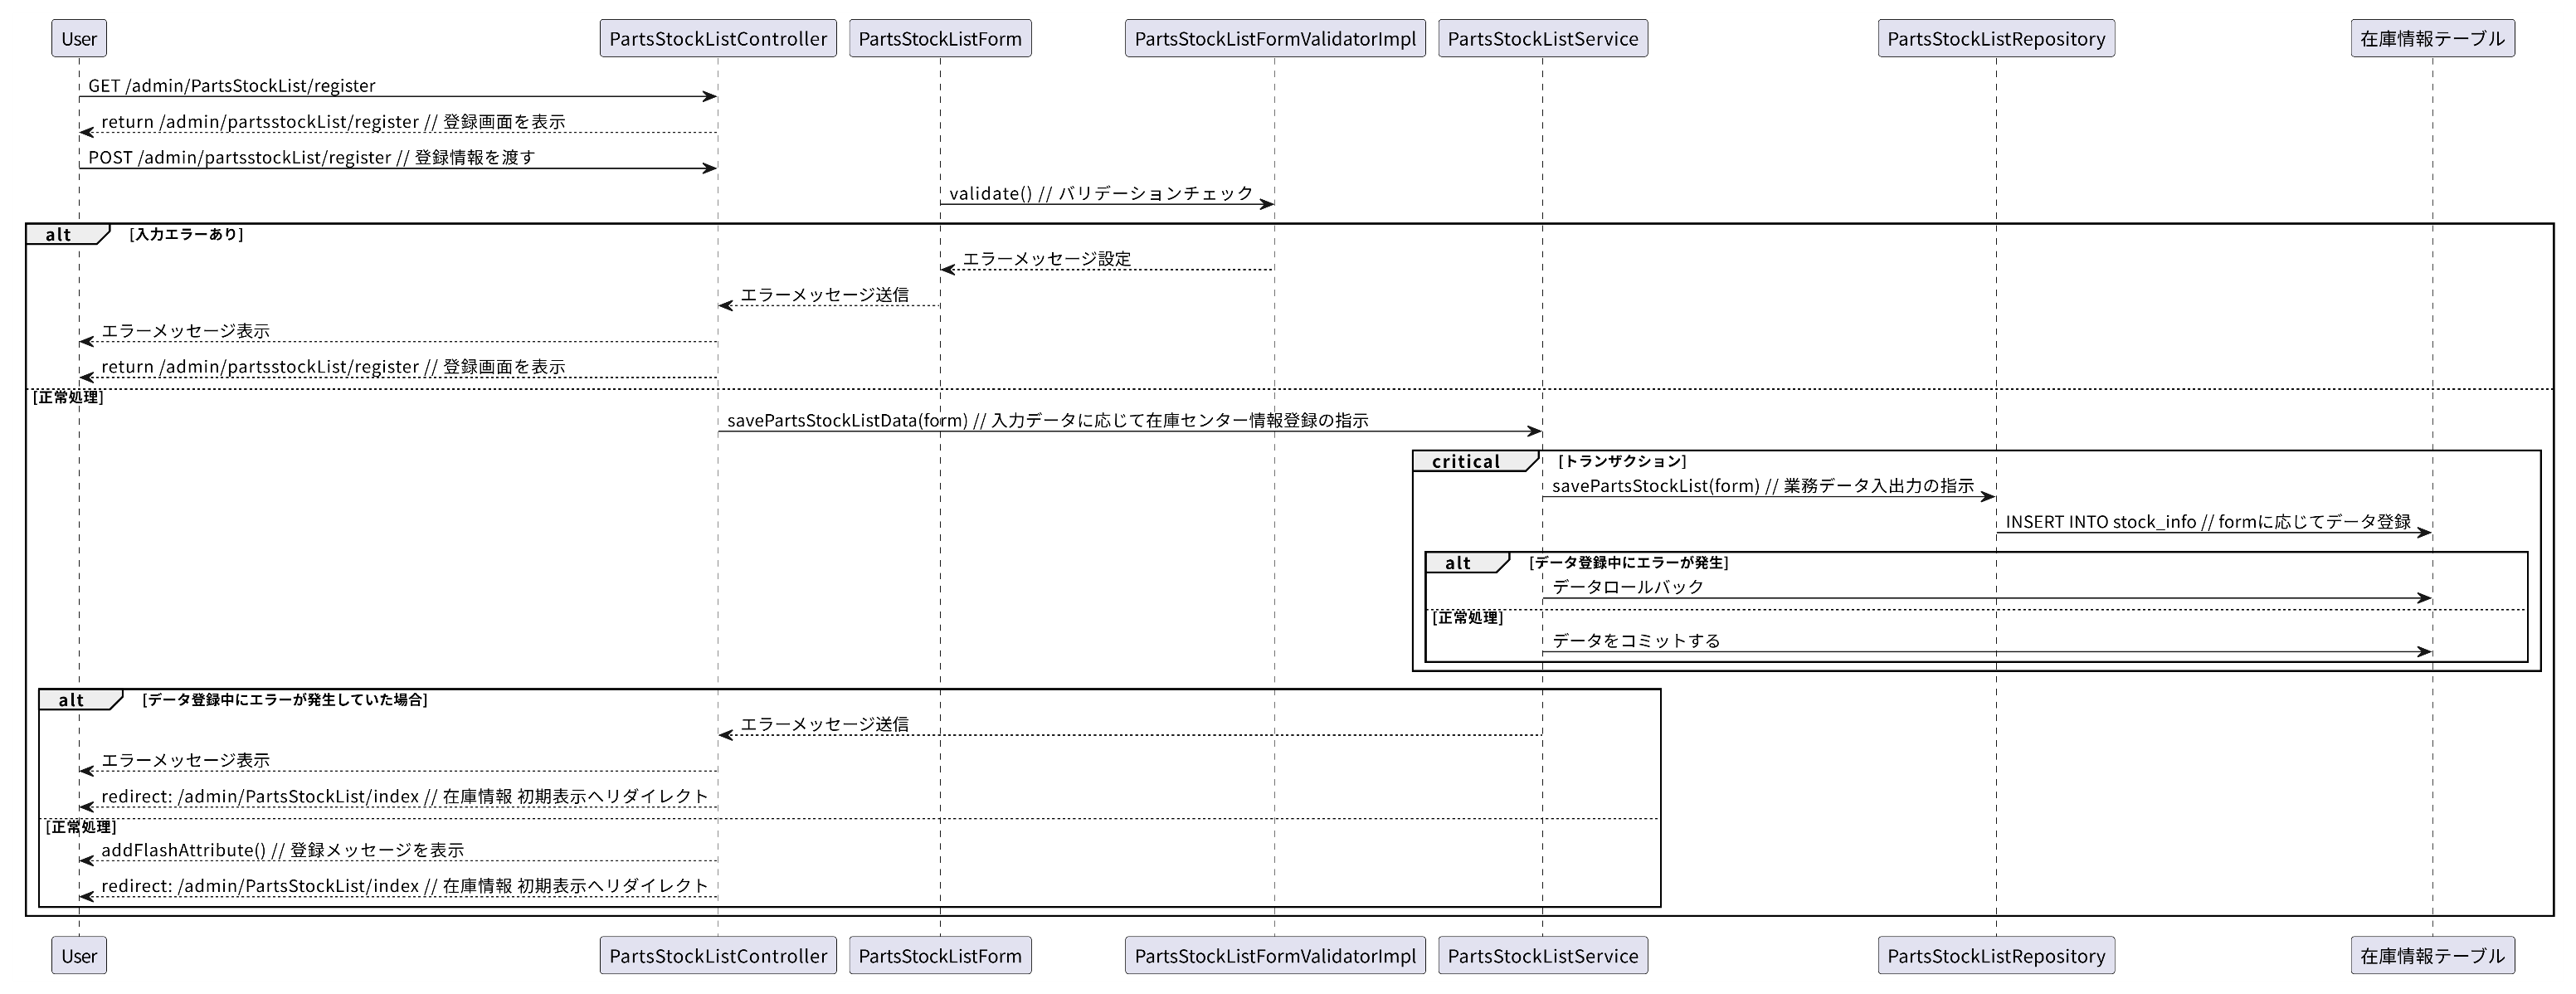 User
PartsStockListController
PartsStockListForm
PartsStockListFormValidatorImpl
PartsStockListService
PartsStockListRepository
在庫情報テーブル
GET /admin/PartsStockList/register
return /admin/partsstockList/register // 登録画面を表示
POST /admin/partsstockList/register // 登録情報を渡す
validate() // バリデーションチェック
alt [入力エラーあり]
エラーメッセージ設定
エラーメッセージ送信
エラーメッセージ表示
return /admin/partsstockList/register // 登録画面を表示
[正常処理]
savePartsStockListData(form) // 入力データに応じて在庫センター情報登録の指示
critical [トランザクション]
savePartsStockList(form) // 業務データ入出力の指示
INSERT INTO stock_info // formに応じてデータ登録
alt [データ登録中にエラーが発生]
データロールバック
[正常処理]
データをコミットする
alt [データ登録中にエラーが発生していた場合]
エラーメッセージ送信
エラーメッセージ表示
redirect: /admin/PartsStockList/index // 在庫情報 初期表示へリダイレクト
[正常処理]
addFlashAttribute() // 登録メッセージを表示
redirect: /admin/PartsStockList/index // 在庫情報 初期表示へリダイレクト
User
PartsStockListController
PartsStockListForm
PartsStockListFormValidatorImpl
PartsStockListService
PartsStockListRepository
在庫情報テーブル